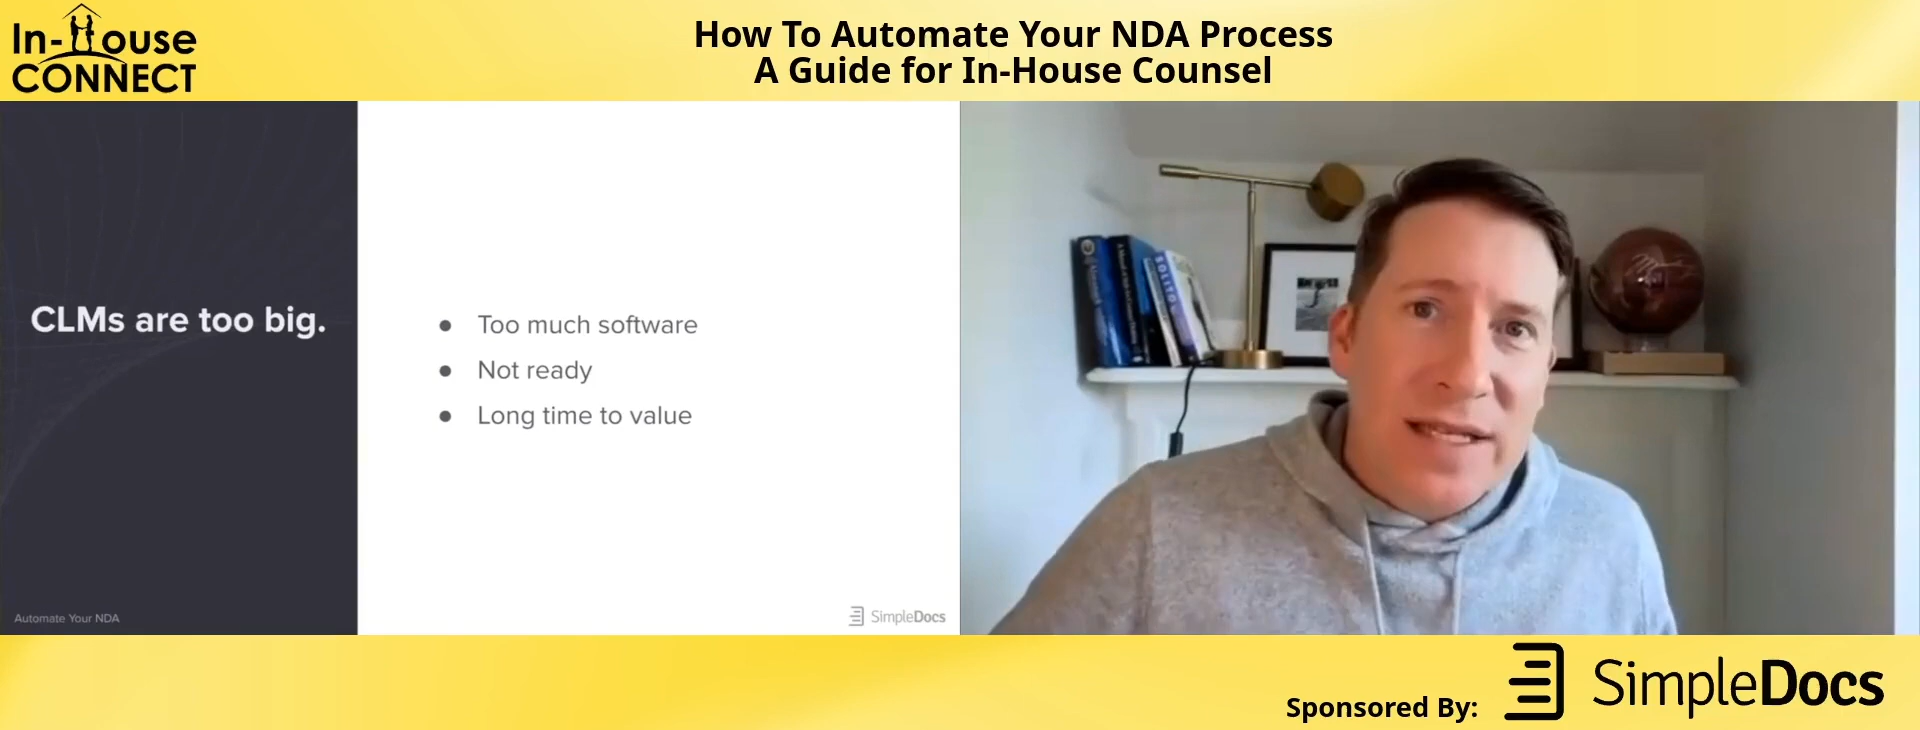 In-House
CONNECT
How To Automate Your NDA Process
A Guide for In-House Counsel
CLMs are too big.
● Too much software
● Not ready
● Long time to value
Automate Your NDA
SimpleDocs
SOLITO
Sponsored By:
SimpleDocs